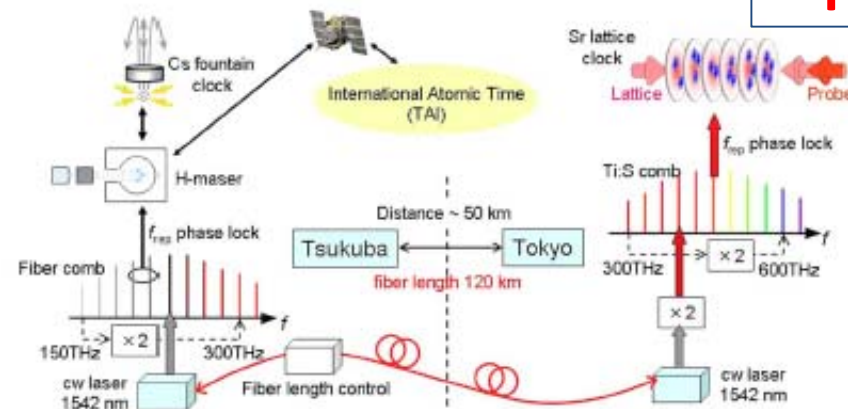 Cs fountain
clock
International Atomic Time
(TAI)
H-maser
f_rep phase lock
Fiber comb
× 2
150THz
300THz
f
cw laser
1542 nm
Fiber length control
Distance ~ 50 km
Tsukuba
Tokyo
fiber length 120 km
Sr lattice
clock
Lattice
Probe
f_rep phase lock
Ti:S comb
f
300THz
× 2
600THz
× 2
cw laser
1542 nm